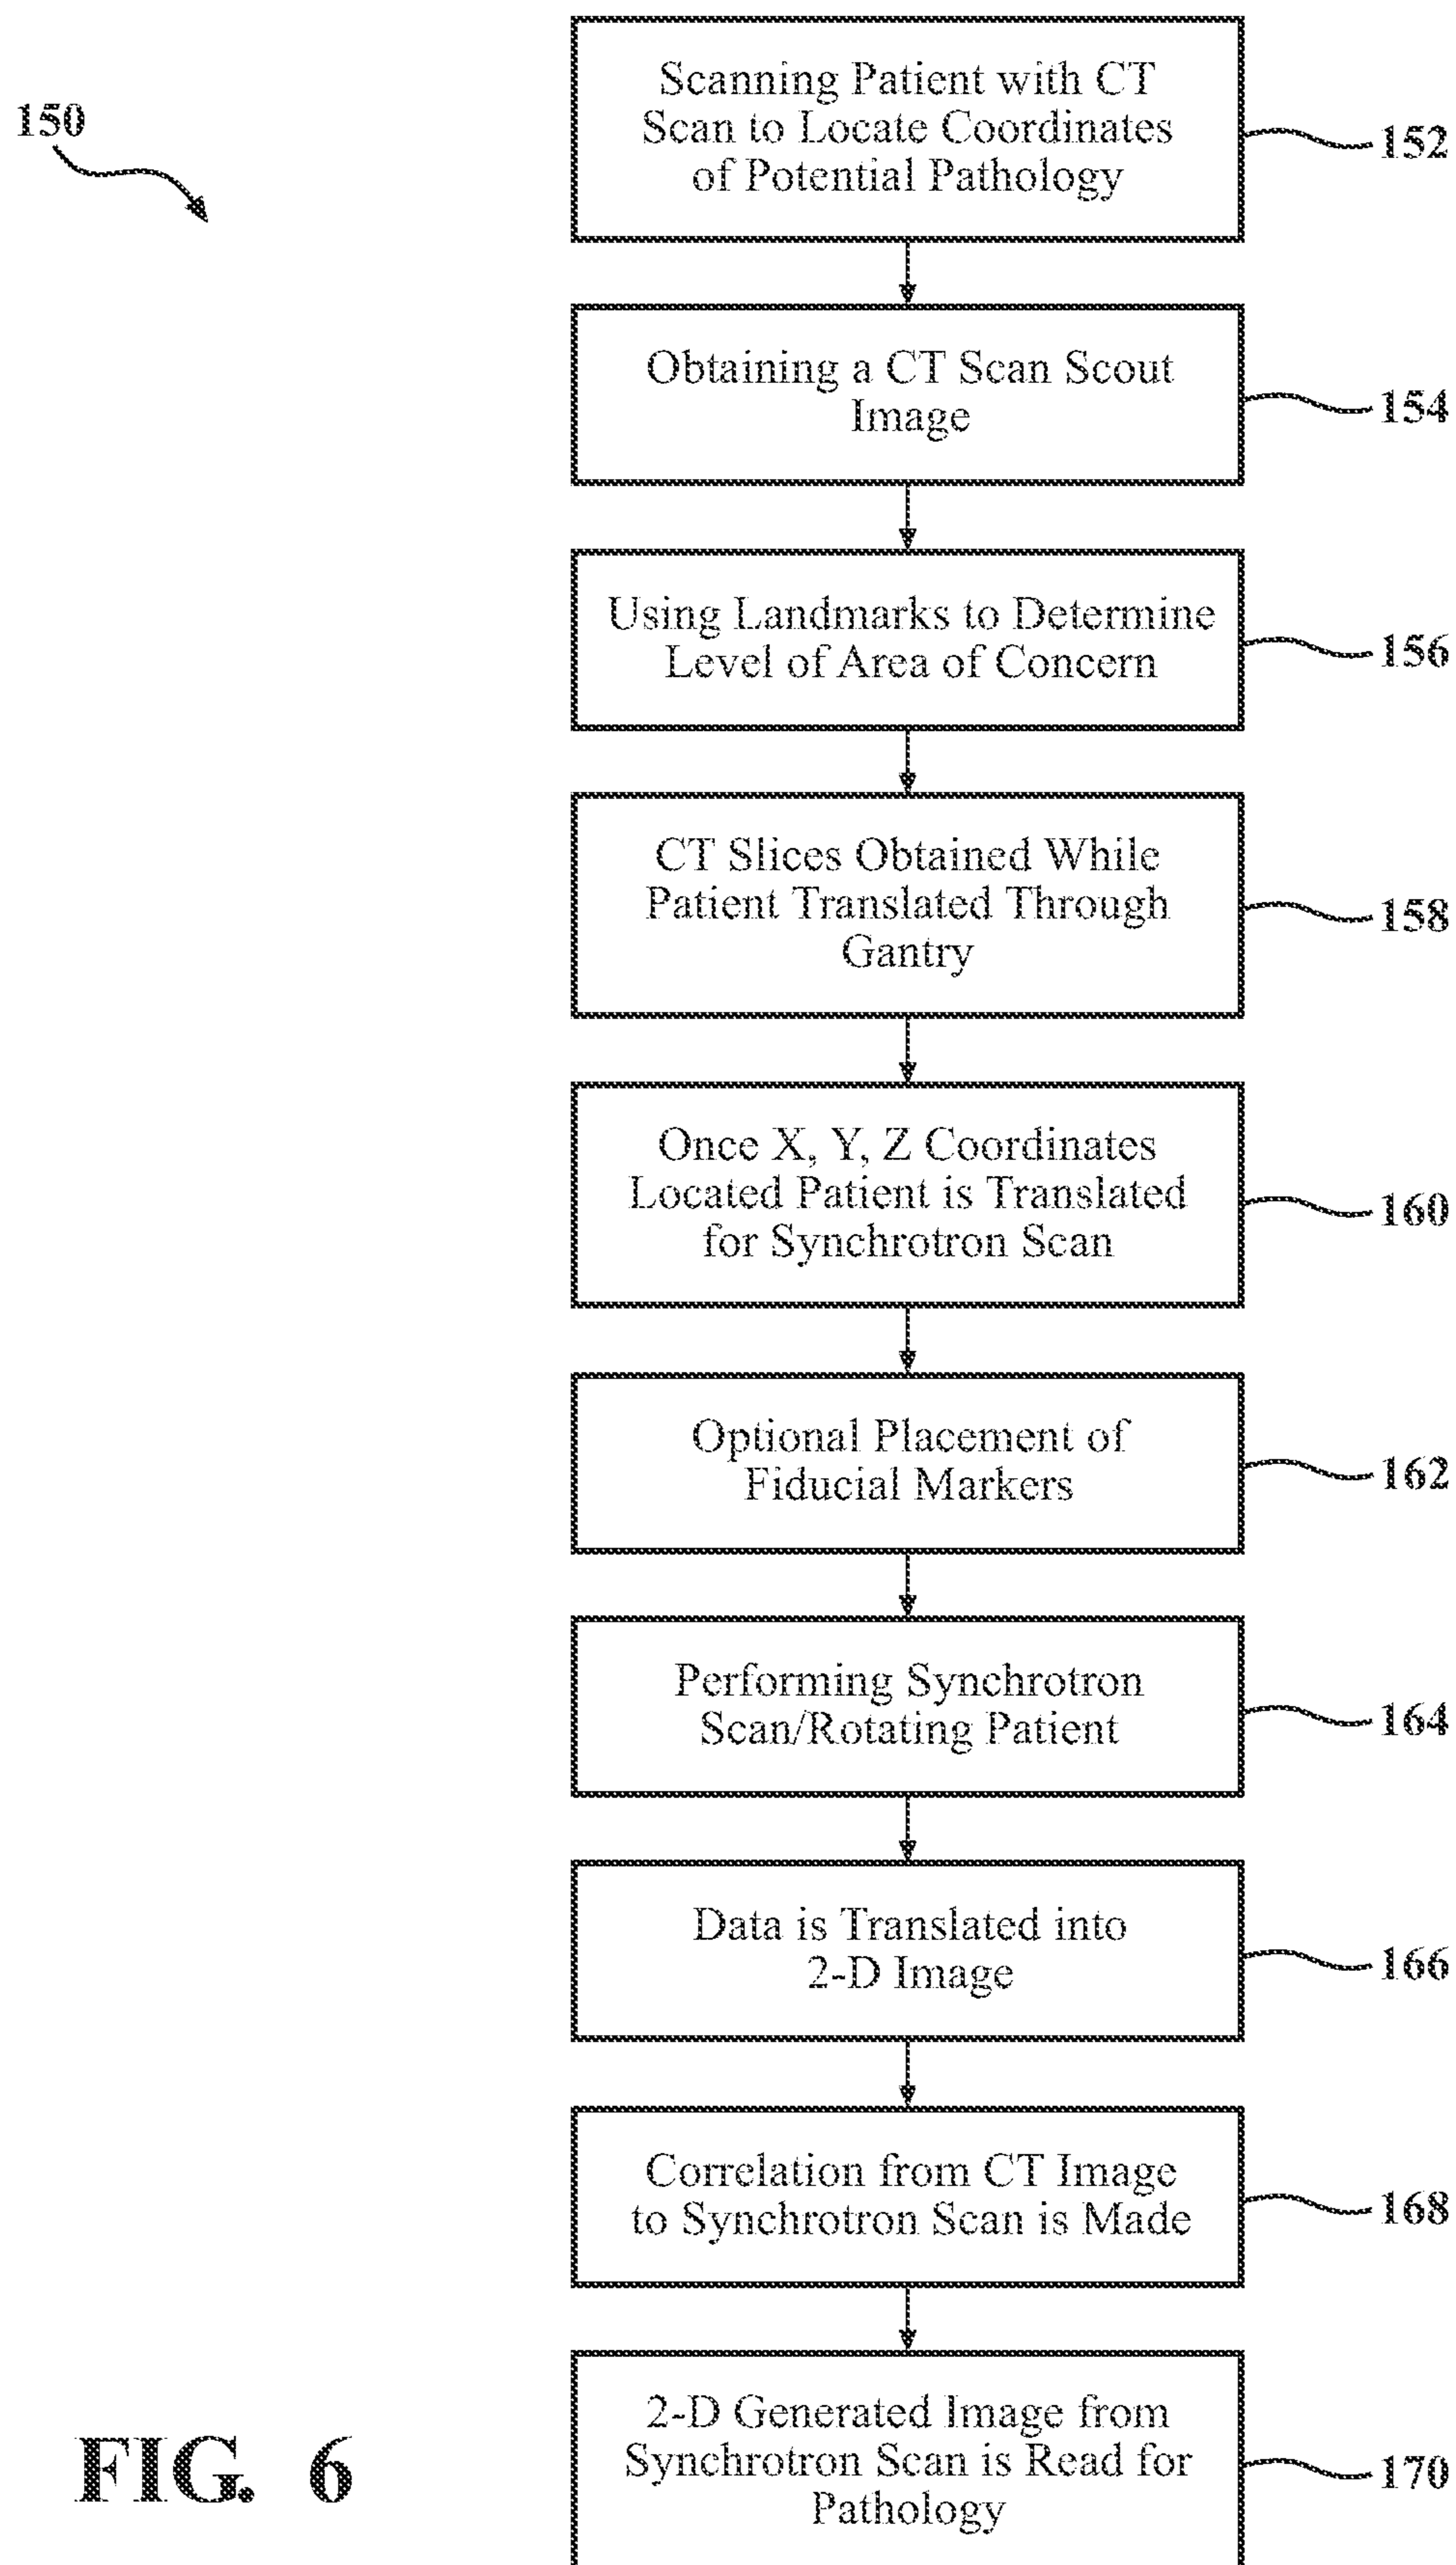 150
Scanning Patient with CT
Scan to Locate Coordinates
of Potential Pathology
152
Obtaining a CT Scan Scout
Image
154
Using Landmarks to Determine
Level of Area of Concern
156
CT Slices Obtained While
Patient Translated Through
Gantry
158
Once X, Y, Z Coordinates
Located Patient is Translated
for Synchrotron Scan
160
Optional Placement of
Fiducial Markers
162
Performing Synchrotron
Scan/Rotating Patient
164
Data is Translated into
2-D Image
166
Correlation from CT Image
to Synchrotron Scan is Made
168
2-D Generated Image from
Synchrotron Scan is Read for
Pathology
170
FIG. 6